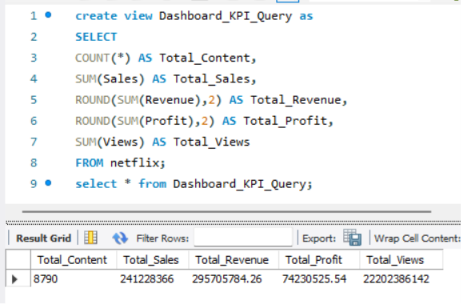 1 create view Dashboard_KPI_Query as
2 SELECT
3 COUNT(*) AS Total_Content,
4 SUM(Sales) AS Total_Sales,
5 ROUND(SUM(Revenue),2) AS Total_Revenue,
6 ROUND(SUM(Profit),2) AS Total_Profit,
7 SUM(Views) AS Total_Views
8 FROM netflix;
9 select * from Dashboard_KPI_Query;
Result Grid Filter Rows: Export: Wrap Cell Content:
Total_Content Total_Sales Total_Revenue Total_Profit Total_Views
8790 241228366 295705784.26 74230525.54 22202386142